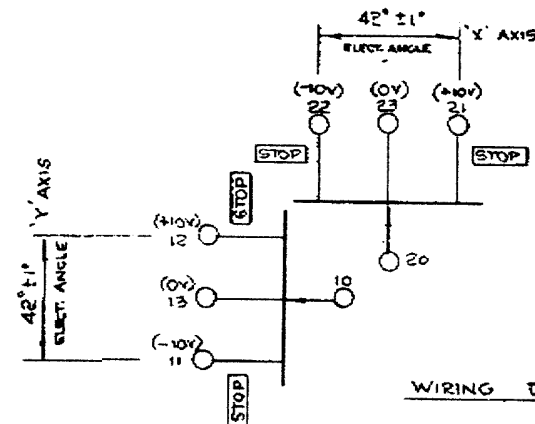 42° ±1°
ELECT. ANGLE
'X' AXIS
(-10V) (0V) (+10V)
22 23 21
STOP STOP
20
'Y' AXIS
42° ±1°
ELECT. ANGLE
STOP
(+10V)
12
(0V)
13
10
(-10V)
11
STOP
WIRING